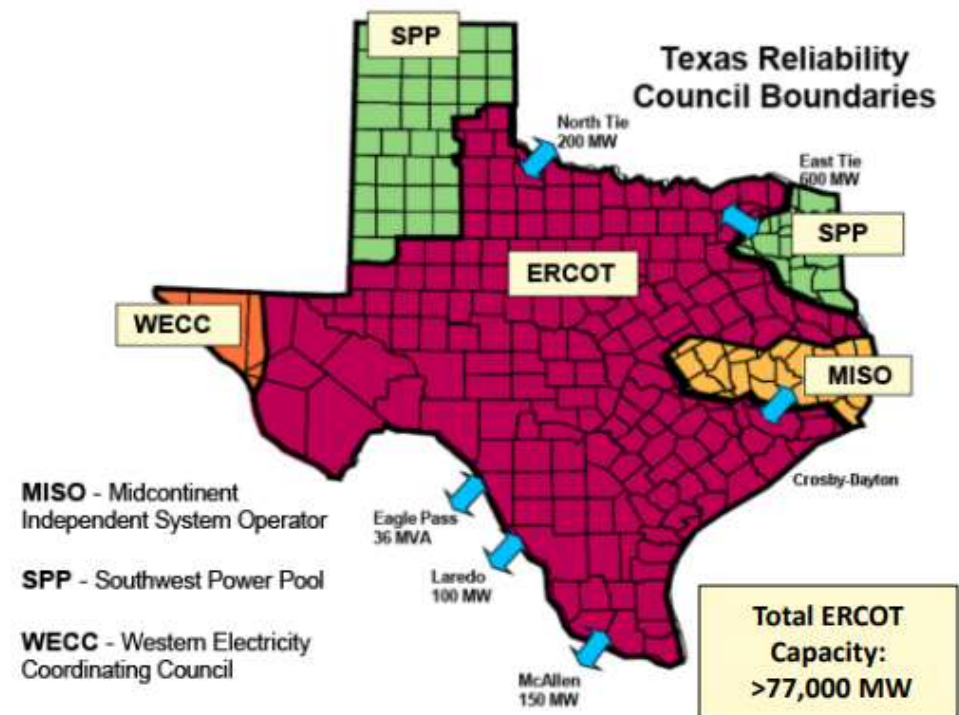 SPP
Texas Reliability
Council Boundaries
North Tie
200 MW
East Tie
600 MW
SPP
ERCOT
WECC
MISO
MISO - Midcontinent
Independent System Operator
SPP - Southwest Power Pool
WECC - Western Electricity
Coordinating Council
Crosby-Dayton
Eagle Pass
36 MVA
Laredo
100 MW
McAllen
150 MW
Total ERCOT
Capacity:
>77,000 MW